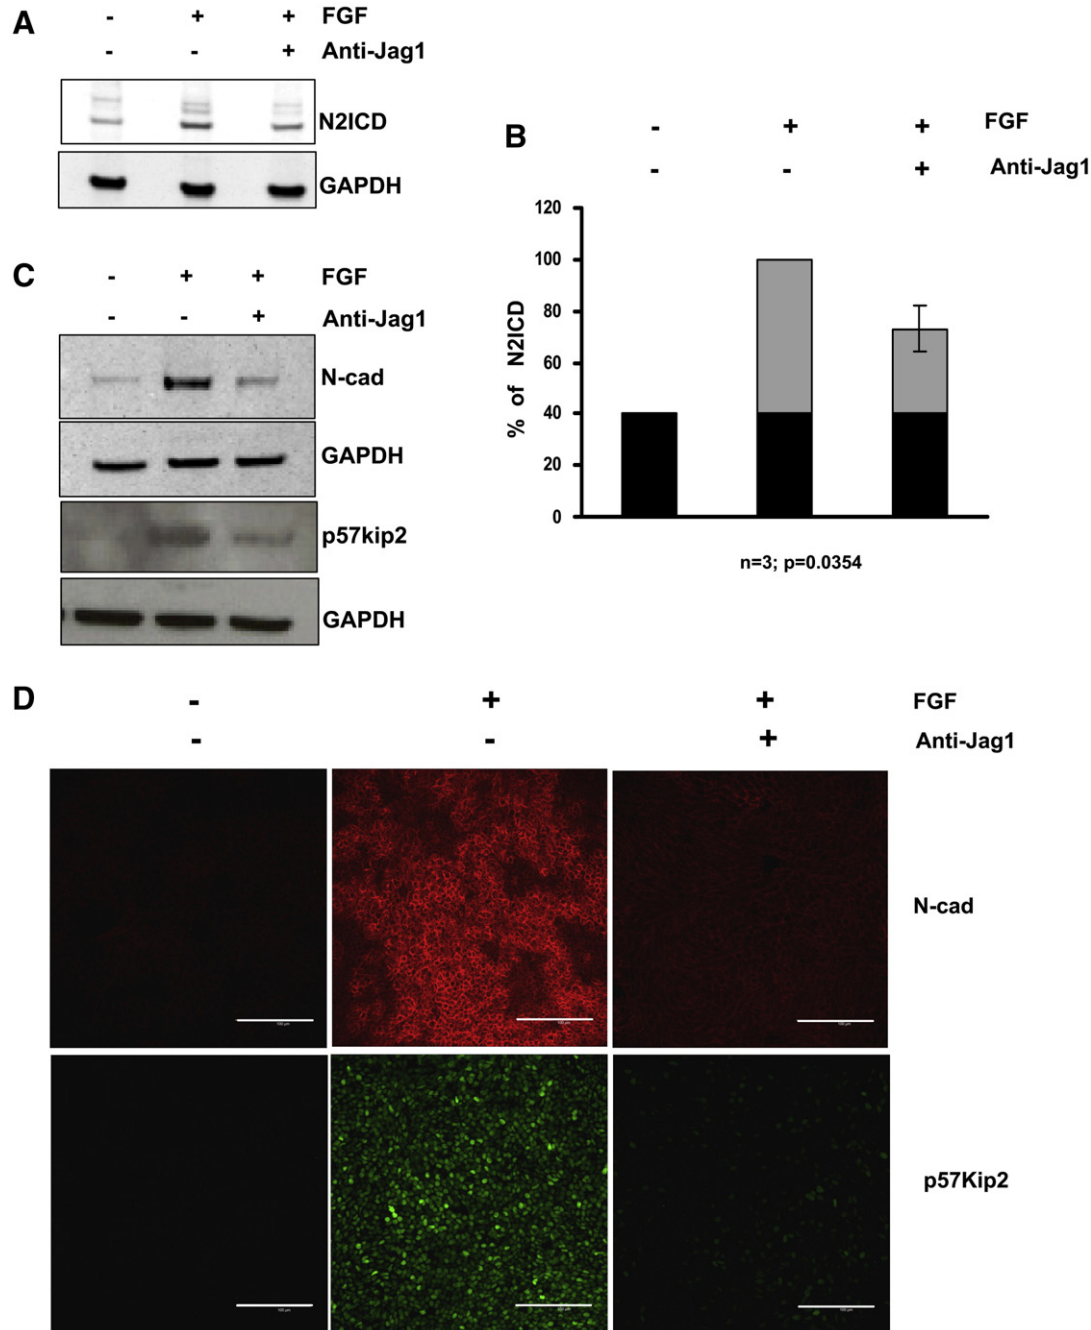 A - + + FGF
- - + Anti-Jag1
N2ICD
GAPDH
B - + + FGF
- - + Anti-Jag1
120
100
80
60
40
20
0
% of N2ICD
n=3; p=0.0354
C - + + FGF
- - + Anti-Jag1
N-cad
GAPDH
p57kip2
GAPDH
D - + + FGF
- - + Anti-Jag1
N-cad
p57Kip2